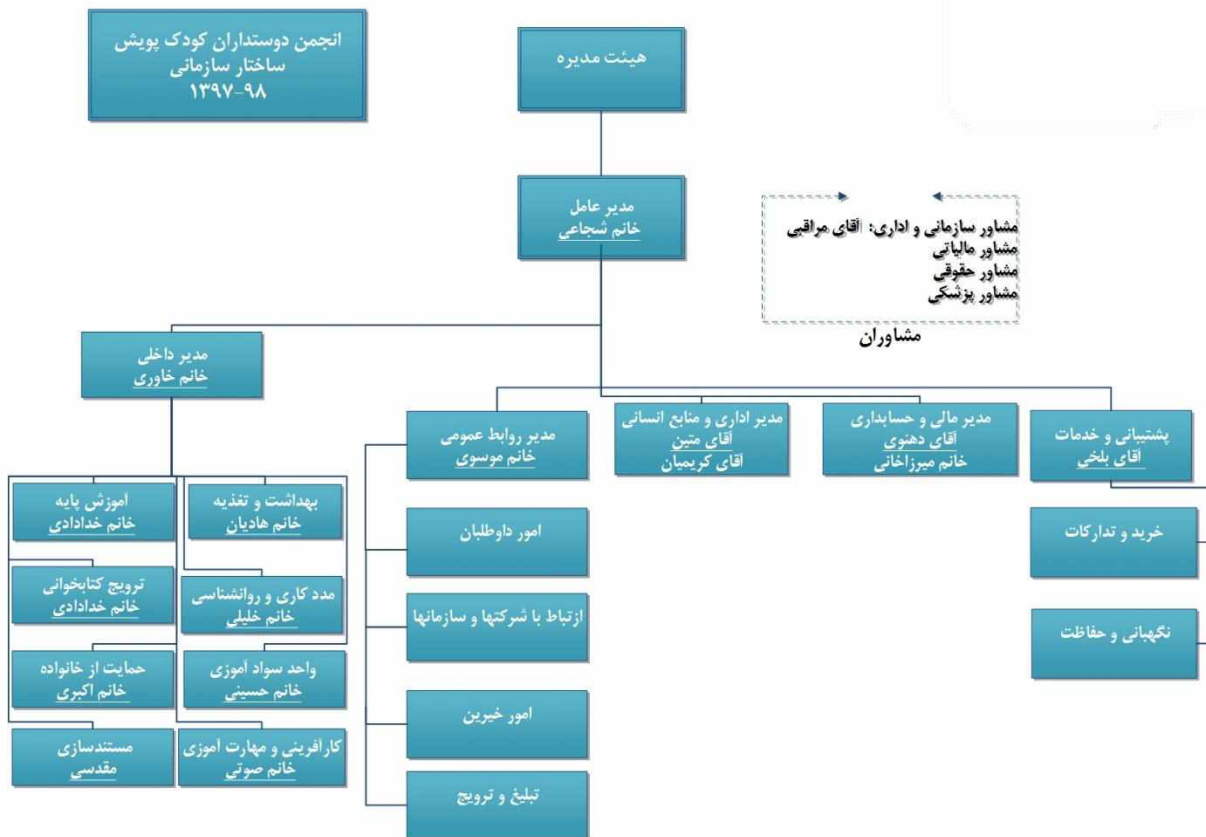 انجمن دوستداران کودک پویش
ساختار سازمانی
۱۳۹۷-۹۸
هیئت مدیره
مدیر عامل
خانم شجاعی
مشاور سازمانی و اداری: آقای مراقبی
مشاور مالیاتی
مشاور حقوقی
مشاور پزشکی
مشاوران
مدیر داخلی
خانم خاوری
پشتیبانی و خدمات
آقای بلخی
مدیر مالی و حسابداری
آقای دهنوی
خانم میرزاخانی
مدیر اداری و منابع انسانی
آقای متین
آقای کریمیان
مدیر روابط عمومی
خانم موسوی
خرید و تدارکات
نگهبانی و حفاظت
امور داوطلبان
ارتباط با شرکتها و سازمانها
امور خیرین
تبلیغ و ترویج
بهداشت و تغذیه
خانم هادیان
آموزش پایه
خانم خدادادی
مدد کاری و روانشناسی
خانم خلیلی
ترویج کتابخوانی
خانم خدادادی
واحد سواد آموزی
خانم حسینی
حمایت از خانواده
خانم اکبری
کارآفرینی و مهارت آموزی
خانم صوتی
مستندسازی
مقدسی